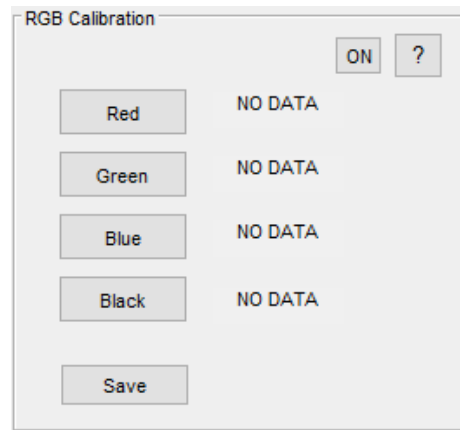 RGB Calibration
ON ?
Red NO DATA
Green NO DATA
Blue NO DATA
Black NO DATA
Save